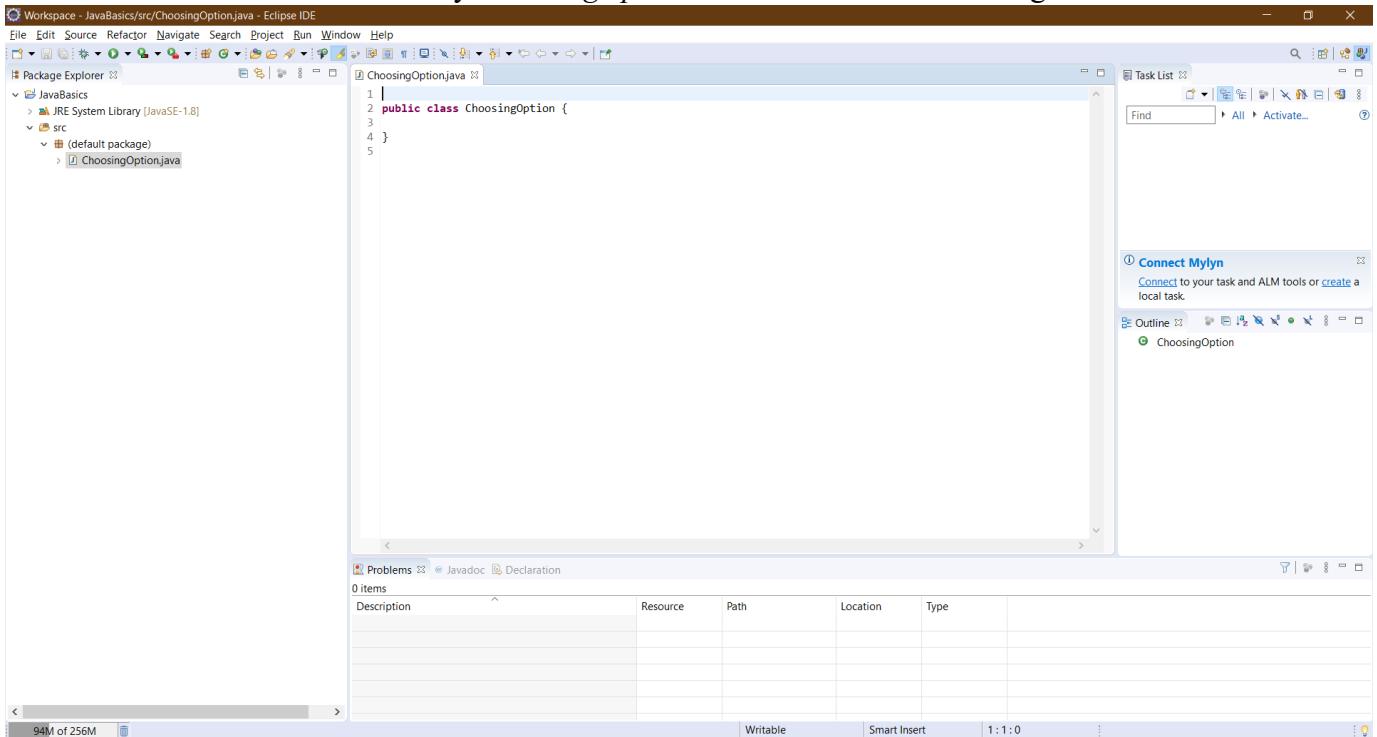 Workspace - JavaBasics/src/ChoosingOption.java - Eclipse IDE
File Edit Source Refactor Navigate Search Project Run Window Help
Package Explorer
JavaBasics
JRE System Library [JavaSE-1.8]
src
(default package)
ChoosingOption.java
ChoosingOption.java
1
2 public class ChoosingOption {
3
4 }
5
Task List
Find All Activate...
Connect Mylyn
Connect to your task and ALM tools or create a
local task.
Outline
ChoosingOption
Problems Javadoc Declaration
0 items
Description Resource Path Location Type
94M of 256M Writable Smart Insert 1 : 1 : 0